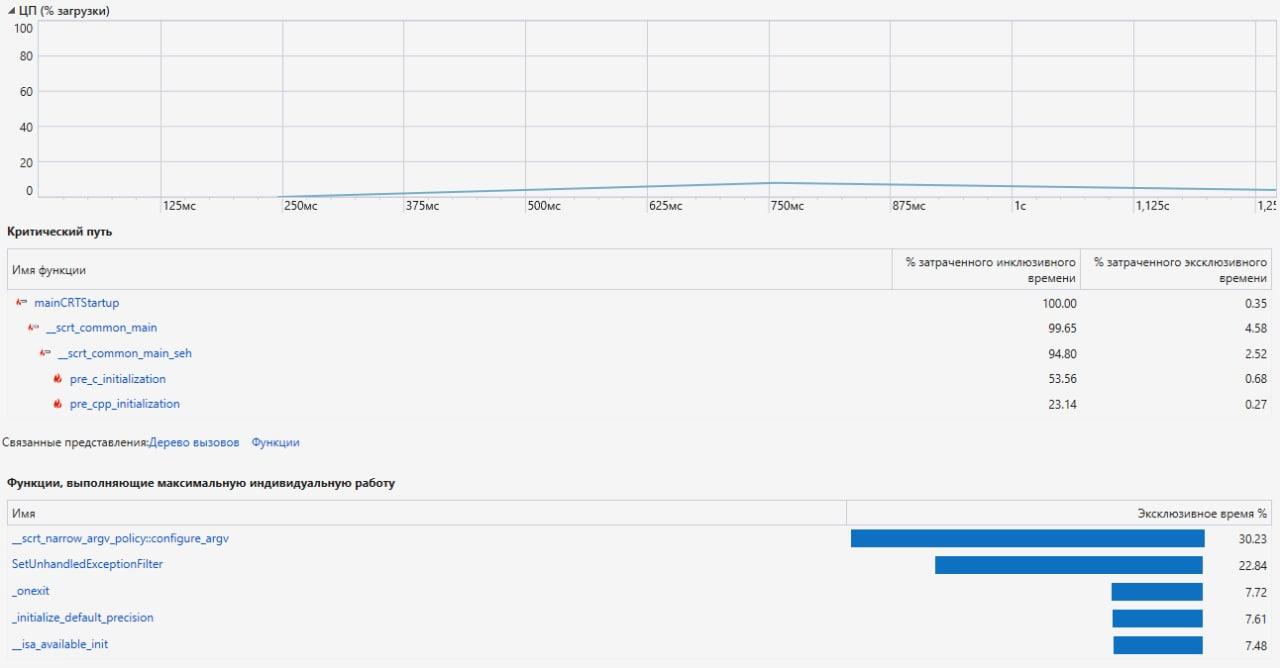 ЦП (% загрузки)
100
80
60
40
20
0
125мс 250мс 375мс 500мс 625мс 750мс 875мс 1с 1,125с 1,25
Критический путь
Имя функции % затраченного инклюзивного времени % затраченного эксклюзивного времени
mainCRTStartup 100.00 0.35
__scrt_common_main 99.65 4.58
__scrt_common_main_seh 94.80 2.52
pre_c_initialization 53.56 0.68
pre_cpp_initialization 23.14 0.27
Связанные представления:Дерево вызовов Функции
Функции, выполняющие максимальную индивидуальную работу
Имя Эксклюзивное время %
__scrt_narrow_argv_policy::configure_argv 30.23
SetUnhandledExceptionFilter 22.84
_onexit 7.72
_initialize_default_precision 7.61
__isa_available_init 7.48